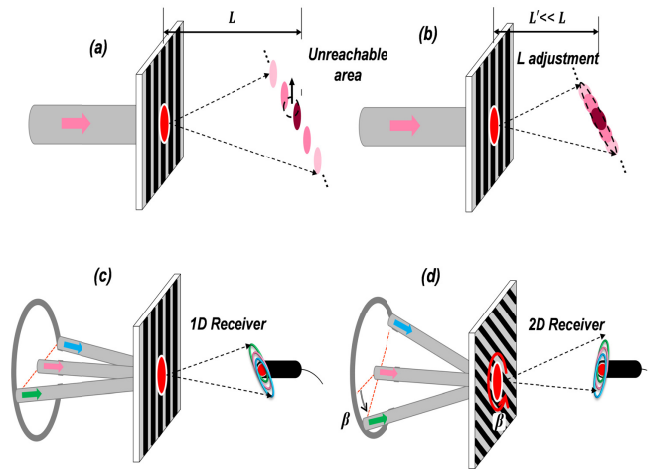 (a)
L
Unreachable
area
(b)
L'<< L
L adjustment
(c)
1D Receiver
(d)
2D Receiver
β
β